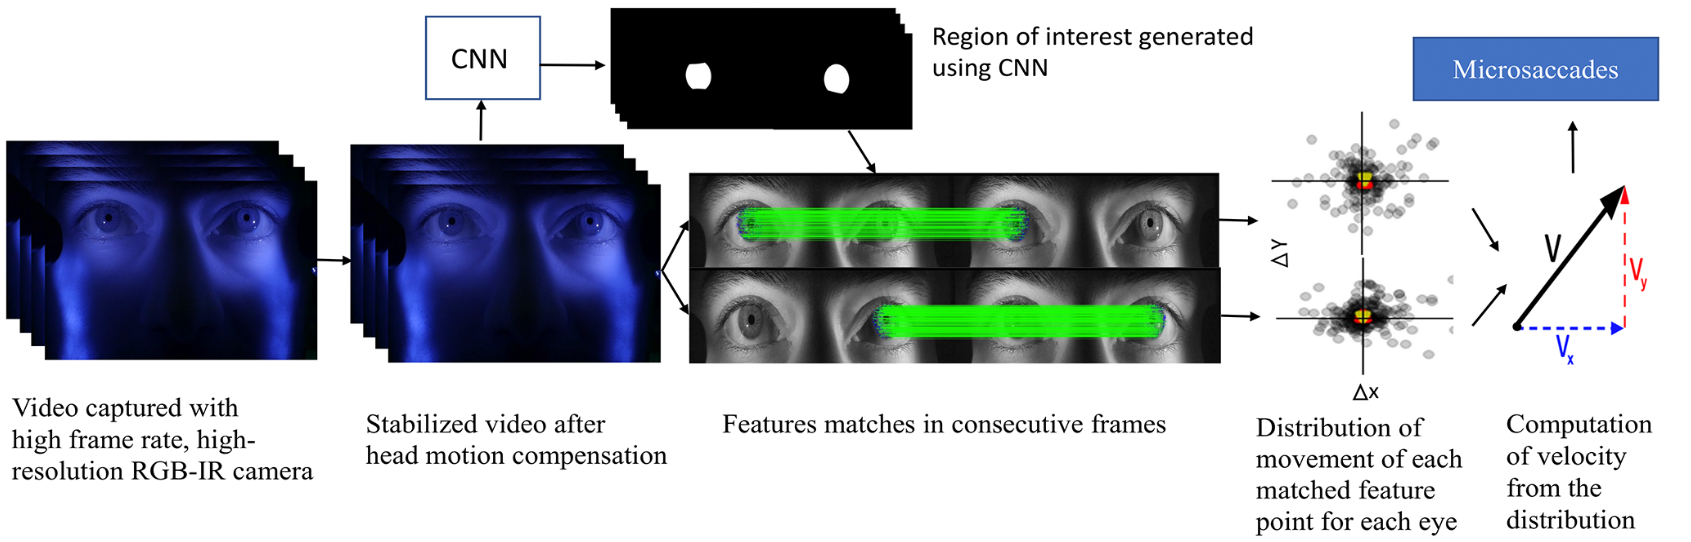 CNN
Region of interest generated
using CNN
Microsaccades
ΔY
Δx
V
Vy
Vx
Video captured with
high frame rate, high-
resolution RGB-IR camera
Stabilized video after
head motion compensation
Features matches in consecutive frames
Distribution of
movement of each
matched feature
point for each eye
Computation
of velocity
from the
distribution